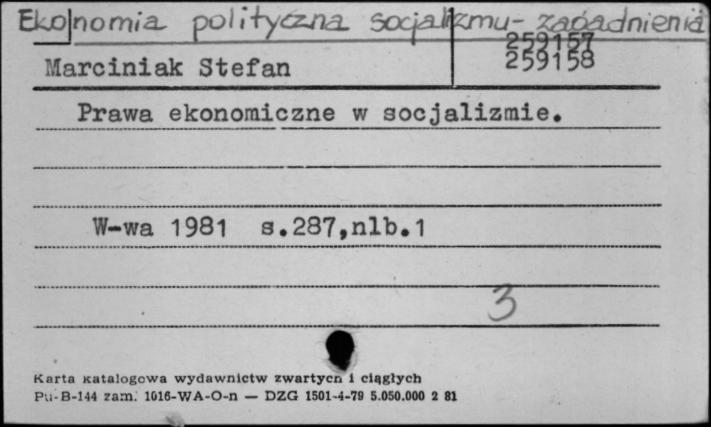 Ekonomia polityczna socjalizmu - zagadnienia
259157
Marciniak Stefan
259158
Prawa ekonomiczne w socjalizmie.
W-wa 1981 s.287,nlb.1
3
Karta katalogowa wydawnictw zwartych i ciągłych
Pu-B-144 zam. 1016-WA-O-n — DZG 1501-4-79 5.050.000 2 81